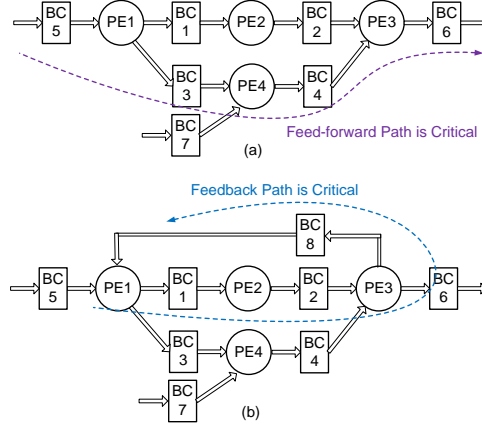 BC
5
PE1
BC
1
PE2
BC
2
PE3
BC
6
BC
3
PE4
BC
4
BC
7
Feed-forward Path is Critical
(a)
Feedback Path is Critical
BC
8
BC
5
PE1
BC
1
PE2
BC
2
PE3
BC
6
BC
3
PE4
BC
4
BC
7
(b)